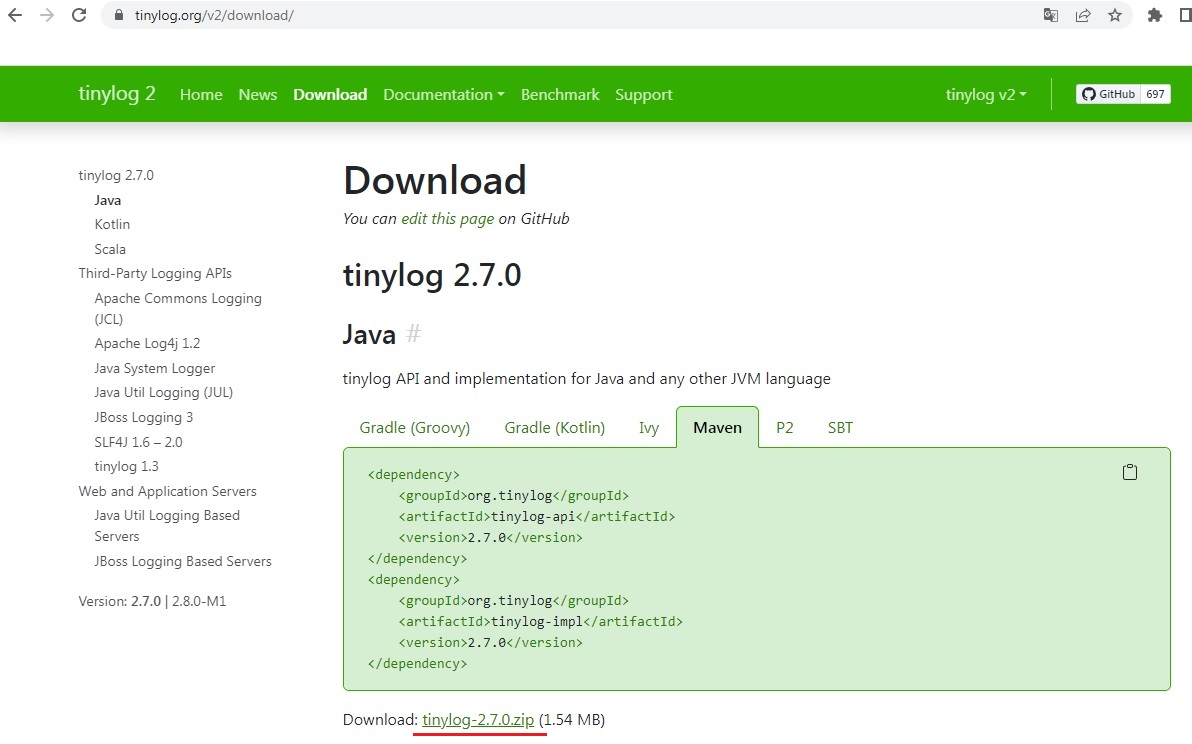 tinylog.org/v2/download/
tinylog 2 Home News Download Documentation Benchmark Support tinylog v2 GitHub 697
tinylog 2.7.0
Java
Kotlin
Scala
Third-Party Logging APIs
Apache Commons Logging
(JCL)
Apache Log4j 1.2
Java System Logger
Java Util Logging (JUL)
JBoss Logging 3
SLF4J 1.6 – 2.0
tinylog 1.3
Web and Application Servers
Java Util Logging Based
Servers
JBoss Logging Based Servers
Version: 2.7.0 | 2.8.0-M1
Download
You can edit this page on GitHub
tinylog 2.7.0
Java #
tinylog API and implementation for Java and any other JVM language
Gradle (Groovy) Gradle (Kotlin) Ivy Maven P2 SBT
<dependency>
    <groupId>org.tinylog</groupId>
    <artifactId>tinylog-api</artifactId>
    <version>2.7.0</version>
</dependency>
<dependency>
    <groupId>org.tinylog</groupId>
    <artifactId>tinylog-impl</artifactId>
    <version>2.7.0</version>
</dependency>
Download: tinylog-2.7.0.zip (1.54 MB)